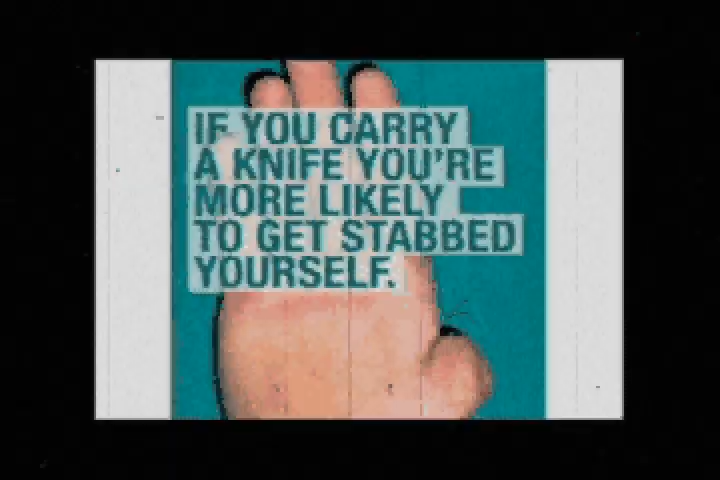 IF YOU CARRY
A KNIFE YOU'RE
MORE LIKELY
TO GET STABBED
YOURSELF.